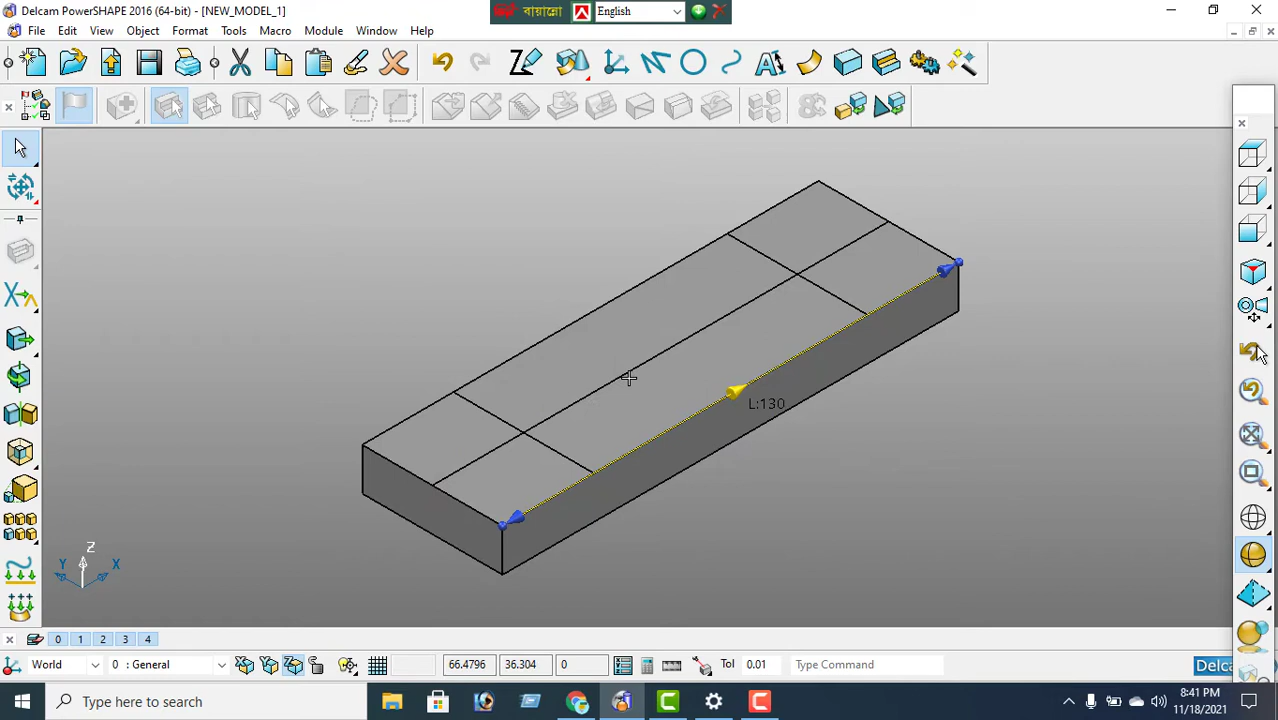 Delcam PowerSHAPE 2016 (64-bit) - [NEW_MODEL_1]
বায়ান্নো
English
File Edit View Object Format Tools Macro Module Window Help
L:130
Z
Y X
0 1 2 3 4
World 0 : General 66.4796 36.304 0 Tol 0.01 Type Command Delca
Type here to search
8:41 PM
11/18/2021